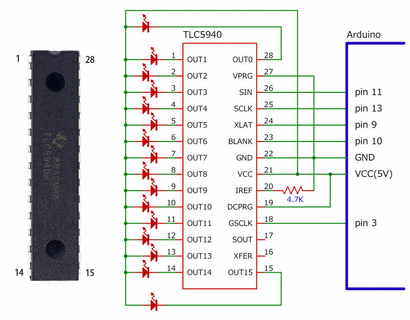 TLC5940
Arduino
1 28
14 15
1 OUT1 OUT0 28
2 OUT2 VPRG 27
3 OUT3 SIN 26 pin 11
4 OUT4 SCLK 25 pin 13
5 OUT5 XLAT 24 pin 9
6 OUT6 BLANK 23 pin 10
7 OUT7 GND 22 GND
8 OUT8 VCC 21 VCC(5V)
9 OUT9 IREF 20
4.7K
10 OUT10 DCPRG 19
11 OUT11 GSCLK 18 pin 3
12 OUT12 SOUT 17
13 OUT13 XFER 16
14 OUT14 OUT15 15